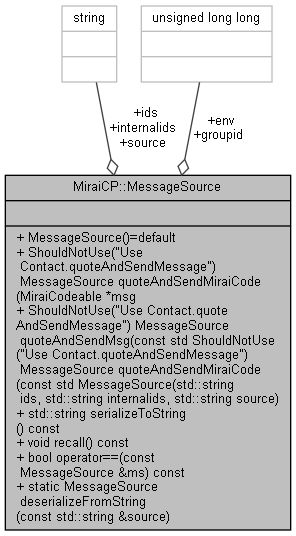 string
unsigned long long
+ids
+internalids
+source
+env
+groupid
MiraiCP::MessageSource
+ MessageSource()=default
+ ShouldNotUse("Use
Contact.quoteAndSendMessage")
MessageSource quoteAndSendMiraiCode
(MiraiCodeable *msg
+ ShouldNotUse("Use Contact.quote
AndSendMessage") MessageSource
quoteAndSendMsg(const std ShouldNotUse
("Use Contact.quoteAndSendMessage")
MessageSource quoteAndSendMiraiCode
(const std MessageSource(std::string
ids, std::string internalids, std::string source)
+ std::string serializeToString
() const
+ void recall() const
+ bool operator==(const
MessageSource &ms) const
+ static MessageSource
deserializeFromString
(const std::string &source)